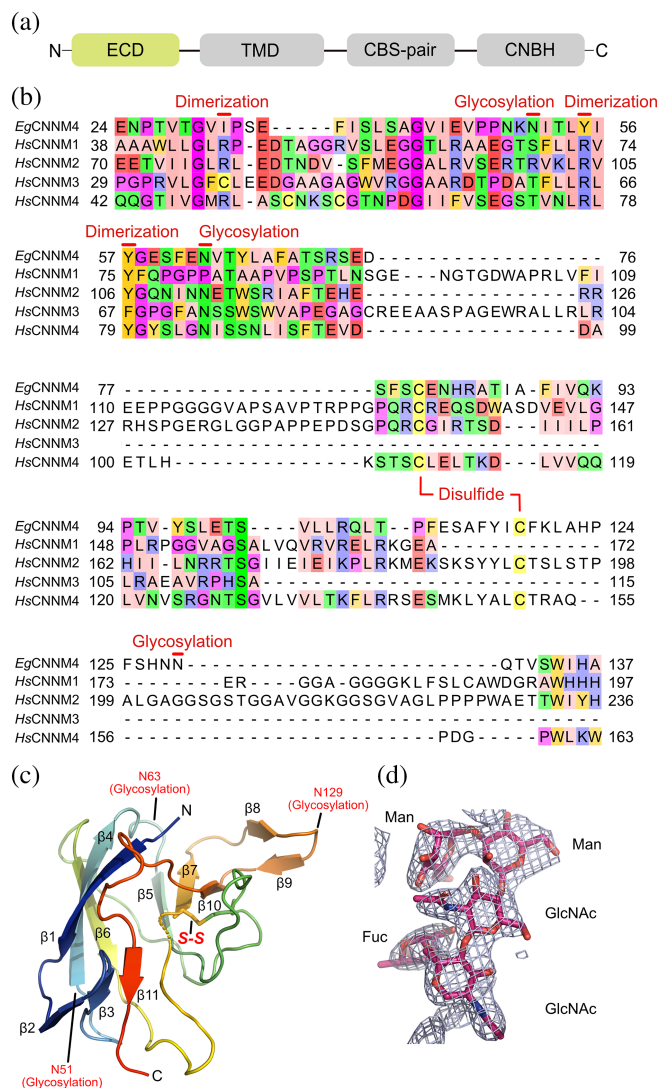 (a)
N ECD TMD CBS-pair CNBH C
(b)
Dimerization Glycosylation Dimerization
EgCNNM4 24 ENPTVTGVIPSE-----FISLSAGVIEVPPNKNITLYI 56
HsCNNM1 38 AAAWLLGLRP-EDTAGGRVSLEGGTLRAAEGTSFLLRV 74
HsCNNM2 70 EETVIIGLRL-EDTNDV-SFMEGGALRVSERTRVKLRV 105
HsCNNM3 29 PGPRVLGFCLEEDGAAGAGWVRGGAARDTPDATFLLRL 66
HsCNNM4 42 QQGTIVGMRL-ASCNKSCGTNPDGIIFVSEGSTVNLRL 78
Dimerization Glycosylation
EgCNNM4 57 YGESFENVTYLAFATSRSED------------------ 76
HsCNNM1 75 YFQPGPPATAAPVPSPTLNSGE---NGTGDWAPRLVFI 109
HsCNNM2 106 YGQNINNETWSRIAFTEHE-----------------RR 126
HsCNNM3 67 FGPGFANSSWSWVAPEGAGCREEAASPAGEWRALLRLR 104
HsCNNM4 79 YGYSLGNISSNLISFTEVD-----------------DA 99
EgCNNM4 77 --------------------SFSCENHRATIA-FIVQK 93
HsCNNM1 110 EEPPGGGGVAPSAVPTRPPGPQRCREQSDWASDVEVLG 147
HsCNNM2 127 RHSPGERGLGGPAPPEPDSGPQRCGIRTSD---IIILP 161
HsCNNM3 --------------------------------------
HsCNNM4 100 ETLH---------------KSTSCLELTKD---LVVQQ 119
Disulfide
EgCNNM4 94 PTV-YSLETS-----VLLRQLT-PFESAFYICFKLAHP 124
HsCNNM1 148 PLRPGGVAGSALVQVRVRELRKGEA------------- 172
HsCNNM2 162 HII-LNRRTSGIIEIEIKPLRKMEKSKSYYLCTSLSTP 198
HsCNNM3 105 LRAEAVRPHSA--------------------------- 115
HsCNNM4 120 LVNVSRGNTSGVLVVLTKFLRRSESMKLYALCTRAQ-- 155
Glycosylation
EgCNNM4 125 FSHNN-------------------------QTVSWIHA 137
HsCNNM1 173 --------ER----GGA-GGGGKLFSLCAWDGRAWHHH 197
HsCNNM2 199 ALGAGGSGSTGGAVGGKGGSGVAGLPPPPWAETTWIYH 236
HsCNNM3 --------------------------------------
HsCNNM4 156 -------------------------PDG-----PWLKW 163
(c)
N63
(Glycosylation)
N
N129
(Glycosylation)
β8
β4
β7
β5
β9
β10
S-S
β1
β6
β11
β3
β2
N51
(Glycosylation)
C
(d)
Man
Man
GlcNAc
Fuc
GlcNAc